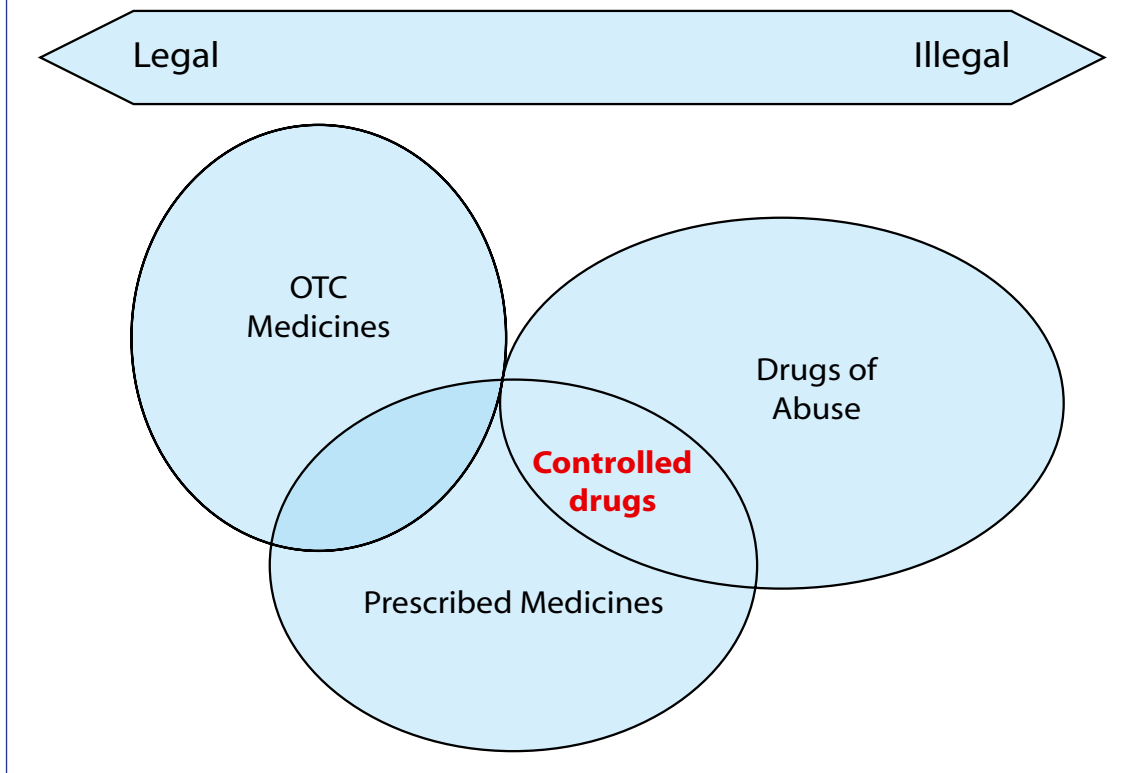 Legal
Illegal
OTC
Medicines
Drugs of
Abuse
Controlled
drugs
Prescribed Medicines